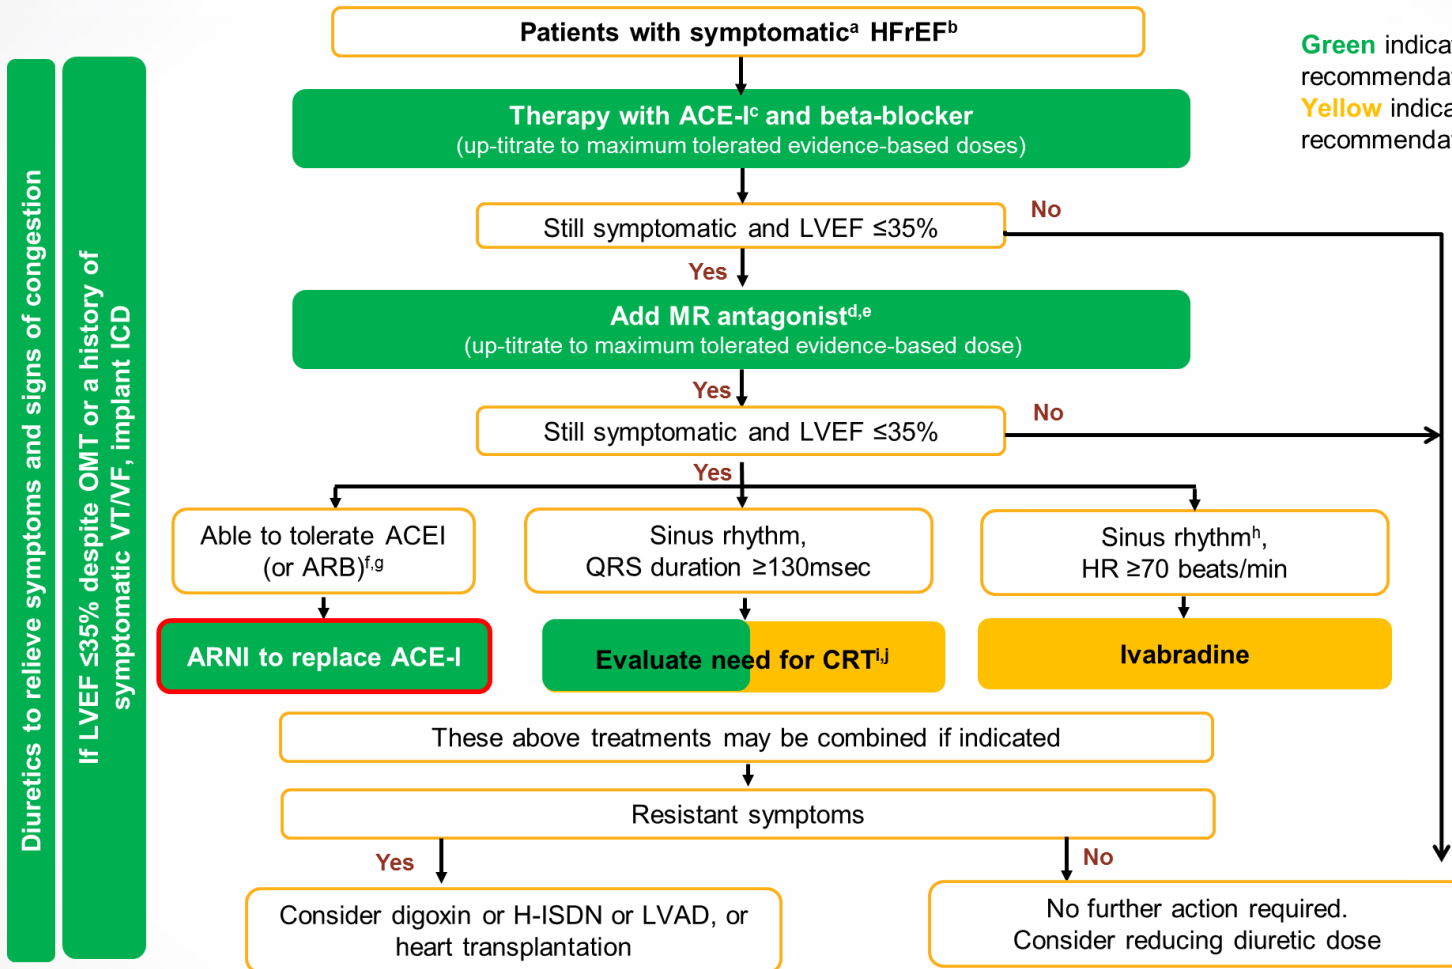 Patients with symptomaticᵃ HFrEFᵇ
Green
recommenda
Yellow
recommenda
Therapy with ACE-Iᶜ and beta-blocker
(up-titrate to maximum tolerated evidence-based doses)
Still symptomatic and LVEF ≤35%
No
Yes
Add MR antagonistᵈ,ᵉ
(up-titrate to maximum tolerated evidence-based dose)
Yes
Still symptomatic and LVEF ≤35%
No
Yes
Able to tolerate ACEI
(or ARB)ᶠ,ᵍ
Sinus rhythm,
QRS duration ≥130msec
Sinus rhythmʰ,
HR ≥70 beats/min
ARNI to replace ACE-I
Evaluate need for CRTⁱ,ʲ
Ivabradine
These above treatments may be combined if indicated
Resistant symptoms
Yes
No
Consider digoxin or H-ISDN or LVAD, or
heart transplantation
No further action required.
Consider reducing diuretic dose
Diuretics to relieve symptoms and signs of congestion
If LVEF ≤35% despite OMT or a history of
symptomatic VT/VF, implant ICD